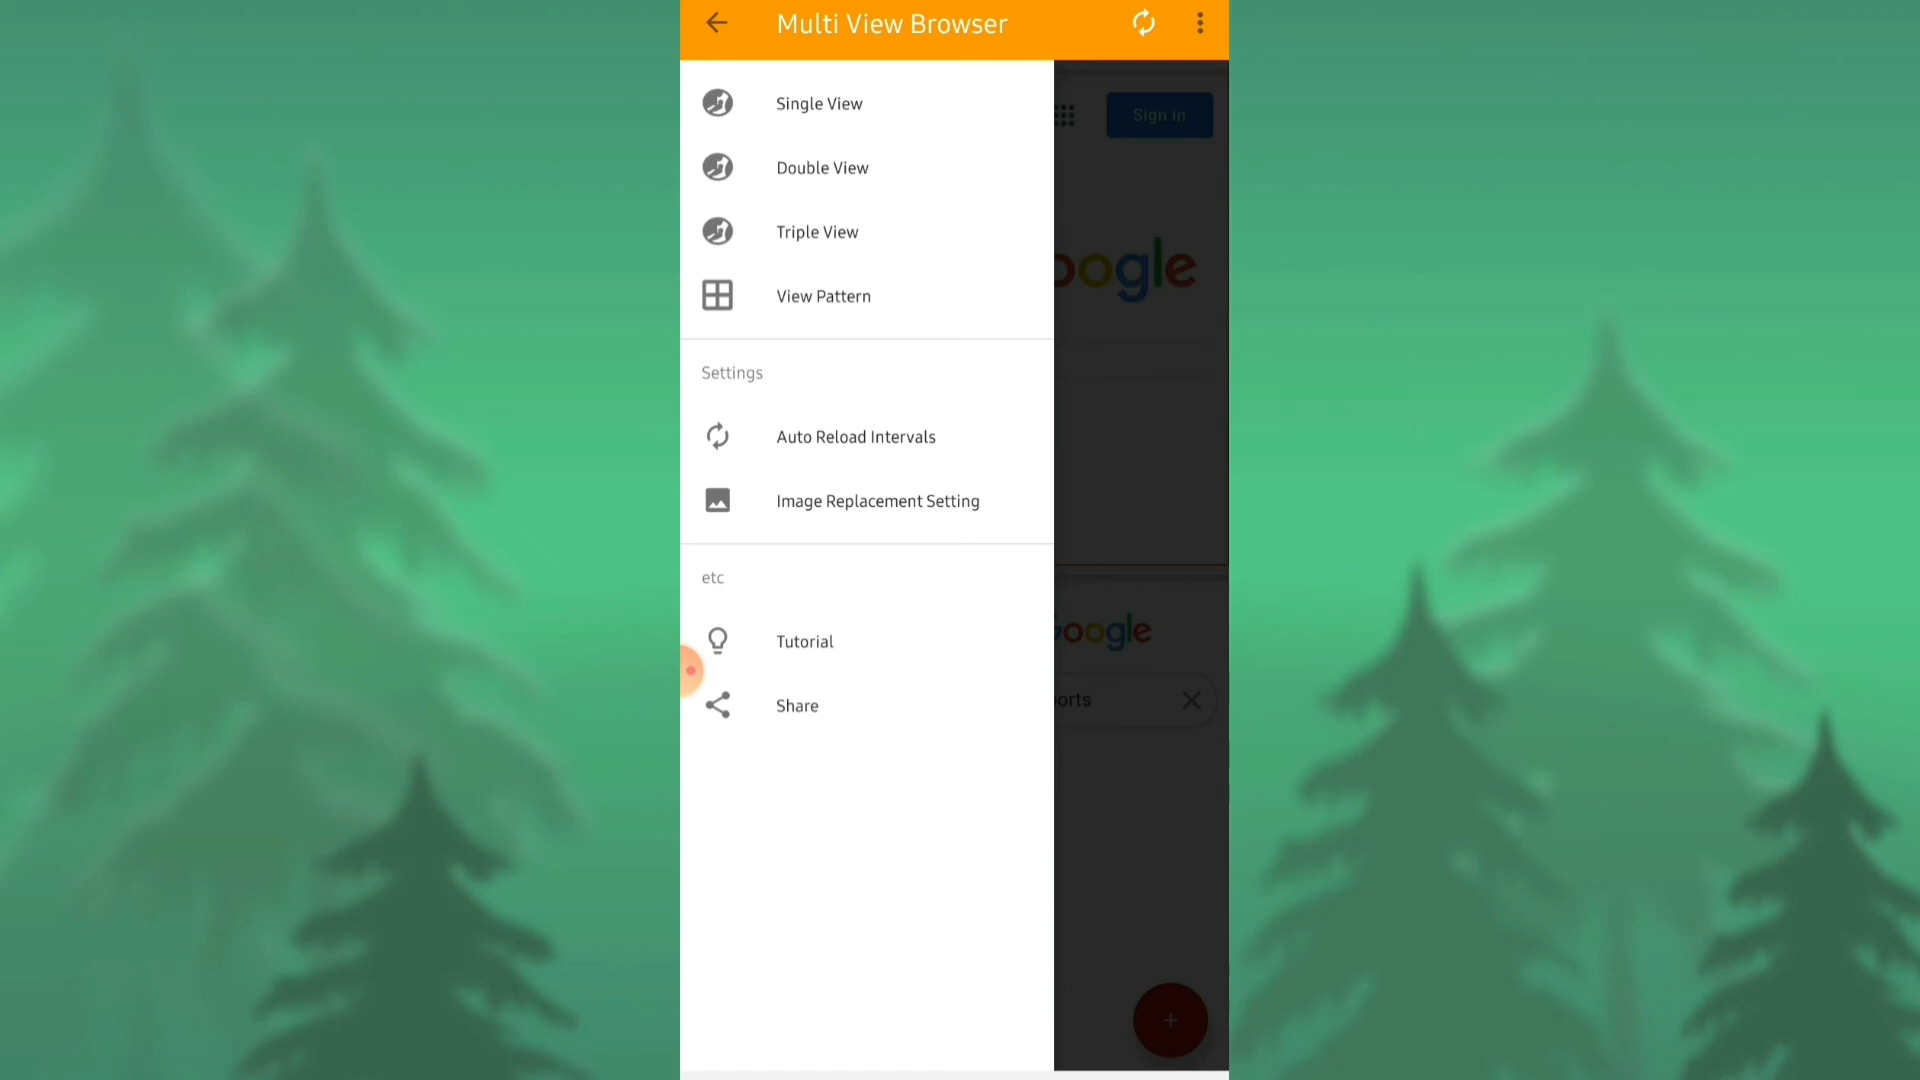 Multi View Browser
Single View
Sign in
Double View
Triple View
oogle
View Pattern
Settings
Auto Reload Intervals
Image Replacement Setting
etc
Google
Tutorial
orts
Share